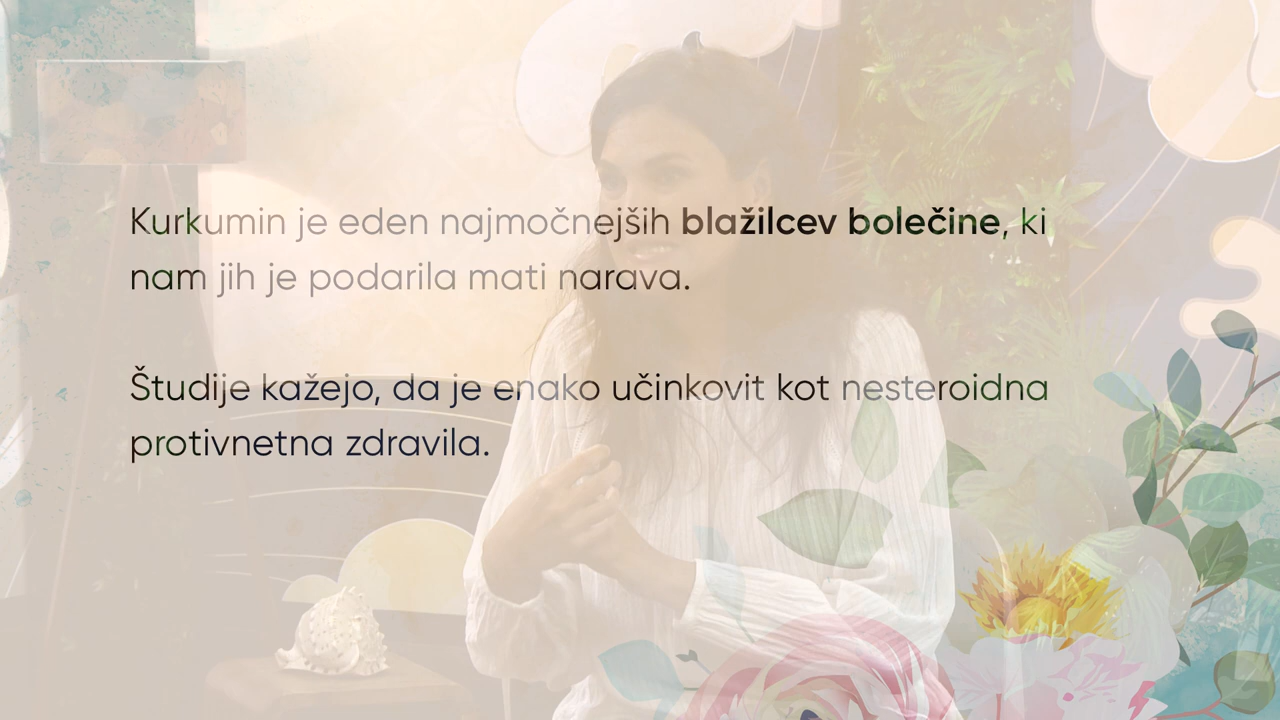 Kurkumin je eden najmočnejših blažilcev bolečine, ki
nam jih je podarila mati narava.
Študije kažejo, da je enako učinkovit kot nesteroidna
protivnetna zdravila.